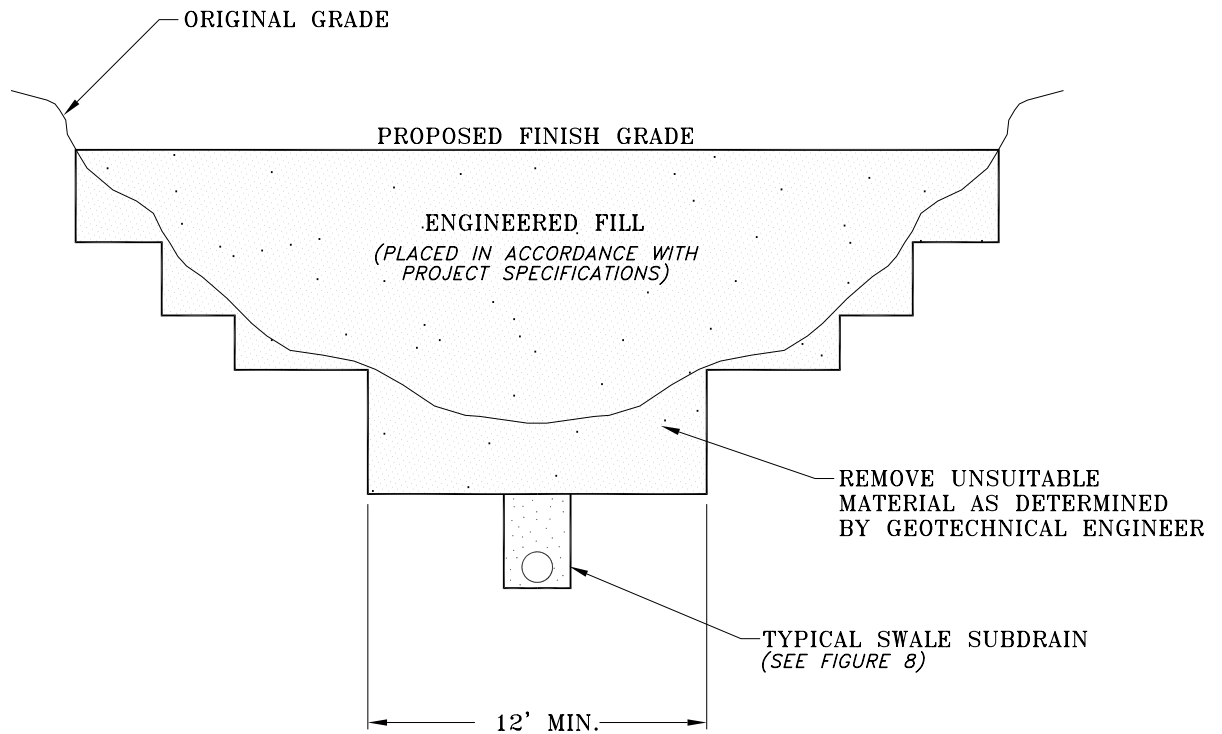 ORIGINAL GRADE
PROPOSED FINISH GRADE
ENGINEERED FILL
(PLACED IN ACCORDANCE WITH
PROJECT SPECIFICATIONS)
REMOVE UNSUITABLE
MATERIAL AS DETERMINED
BY GEOTECHNICAL ENGINEER
TYPICAL SWALE SUBDRAIN
(SEE FIGURE 8)
12' MIN.